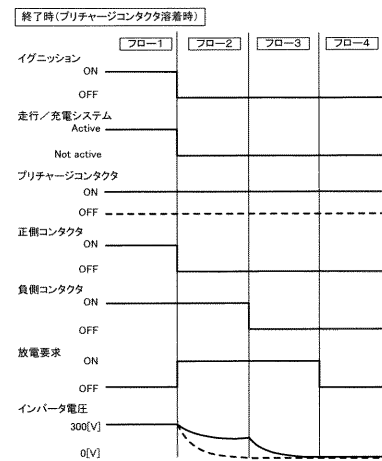 終了時(プリチャージコンタクタ溶着時)
フロー1 フロー2 フロー3 フロー4
イグニッション
ON
OFF
走行／充電システム
Active
Not active
プリチャージコンタクタ
ON
OFF
正側コンタクタ
ON
OFF
負側コンタクタ
ON
OFF
放電要求
ON
OFF
インバータ電圧
300[V]
0[V]